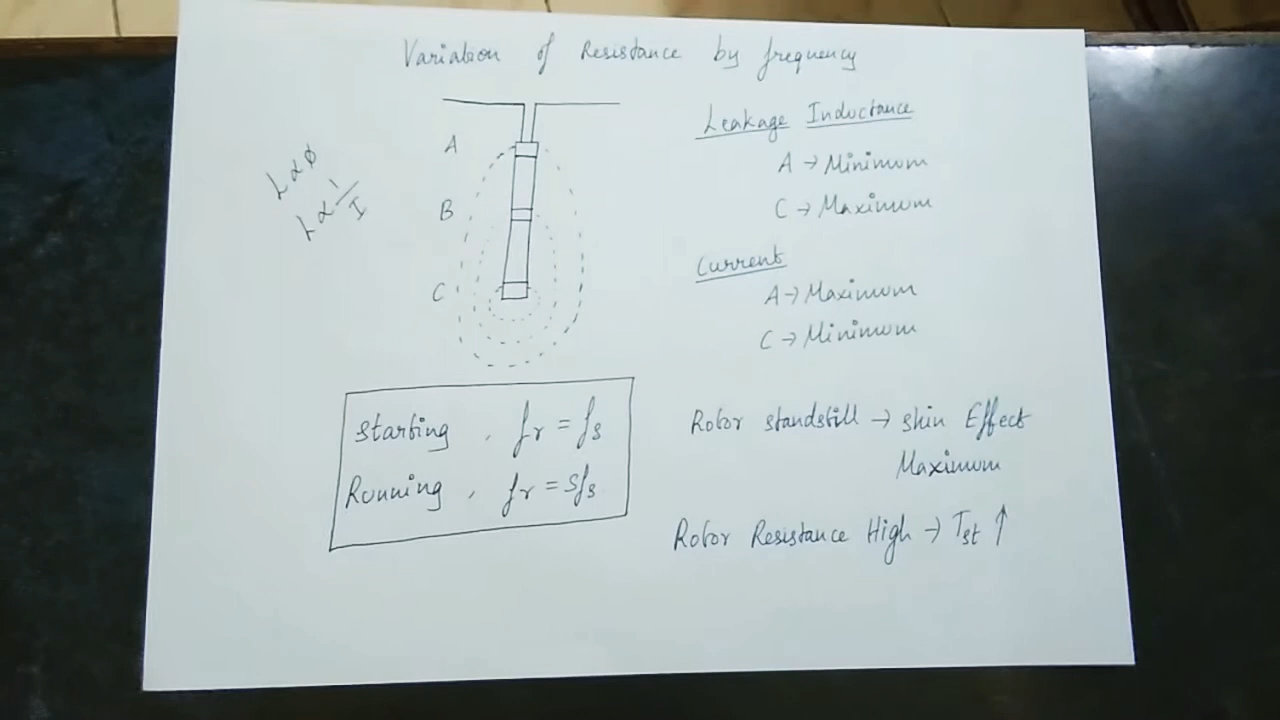 Variation of Resistance by frequency
L α φ
L α 1/I
A
B
C
Leakage Inductance
A → Minimum
C → Maximum
Current
A → Maximum
C → Minimum
starting , fr = fs
Running , fr = sfs
Rotor standstill → skin Effect
Maximum
Rotor Resistance High → Tst ↑